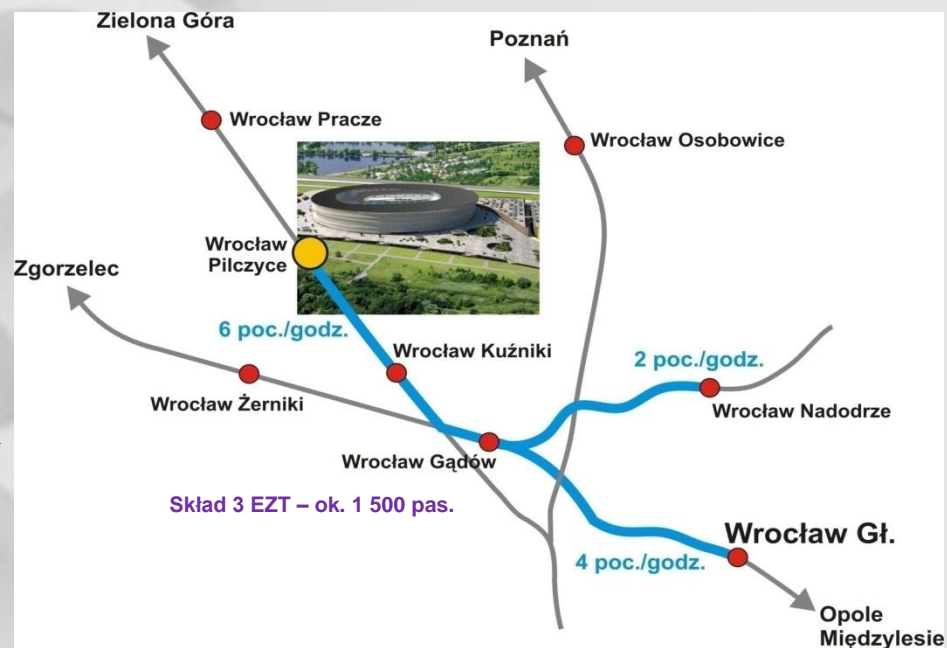 Zielona Góra
Poznań
Wrocław Pracze
Wrocław Osobowice
Wrocław
Pilczyce
Zgorzelec
6 poc./godz.
Wrocław Kuźniki
2 poc./godz.
Wrocław Żerniki
Wrocław Nadodrze
Wrocław Gądów
Skład 3 EZT – ok. 1 500 pas.
Wrocław Gł.
4 poc./godz.
Opole
Międzylesie